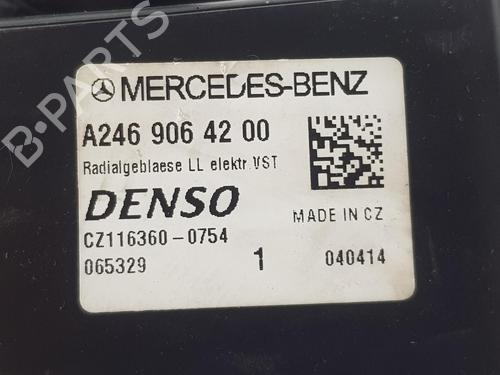 B-PARTS
MERCEDES-BENZ
A246 906 42 00
Radialgeblaese LL elektr.VST
DENSO
MADE IN CZ
CZ116360-0754
065329 1 040414